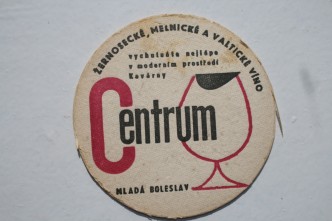 ŽERNOSECKÉ, MĚLNICKÉ A VALTICKÉ VÍNO
vychutnáte nejlépe
v moderním prostředí
Kavárny
Centrum
MLADÁ BOLESLAV